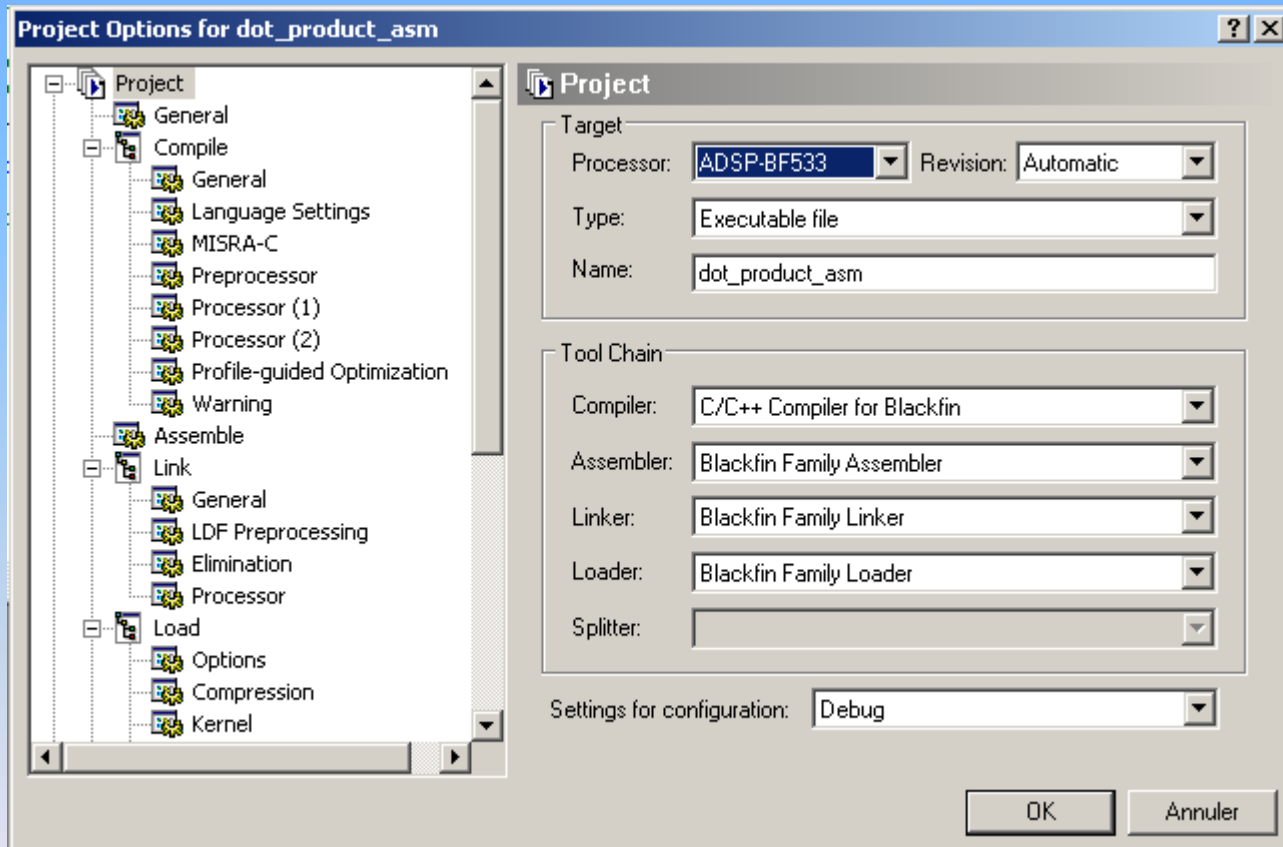 Project Options for dot_product_asm
Project
General
Compile
General
Language Settings
MISRA-C
Preprocessor
Processor (1)
Processor (2)
Profile-guided Optimization
Warning
Assemble
Link
General
LDF Preprocessing
Elimination
Processor
Load
Options
Compression
Kernel
Project
Target
Processor: ADSP-BF533 Revision: Automatic
Type: Executable file
Name: dot_product_asm
Tool Chain
Compiler: C/C++ Compiler for Blackfin
Assembler: Blackfin Family Assembler
Linker: Blackfin Family Linker
Loader: Blackfin Family Loader
Splitter:
Settings for configuration: Debug
OK Annuler